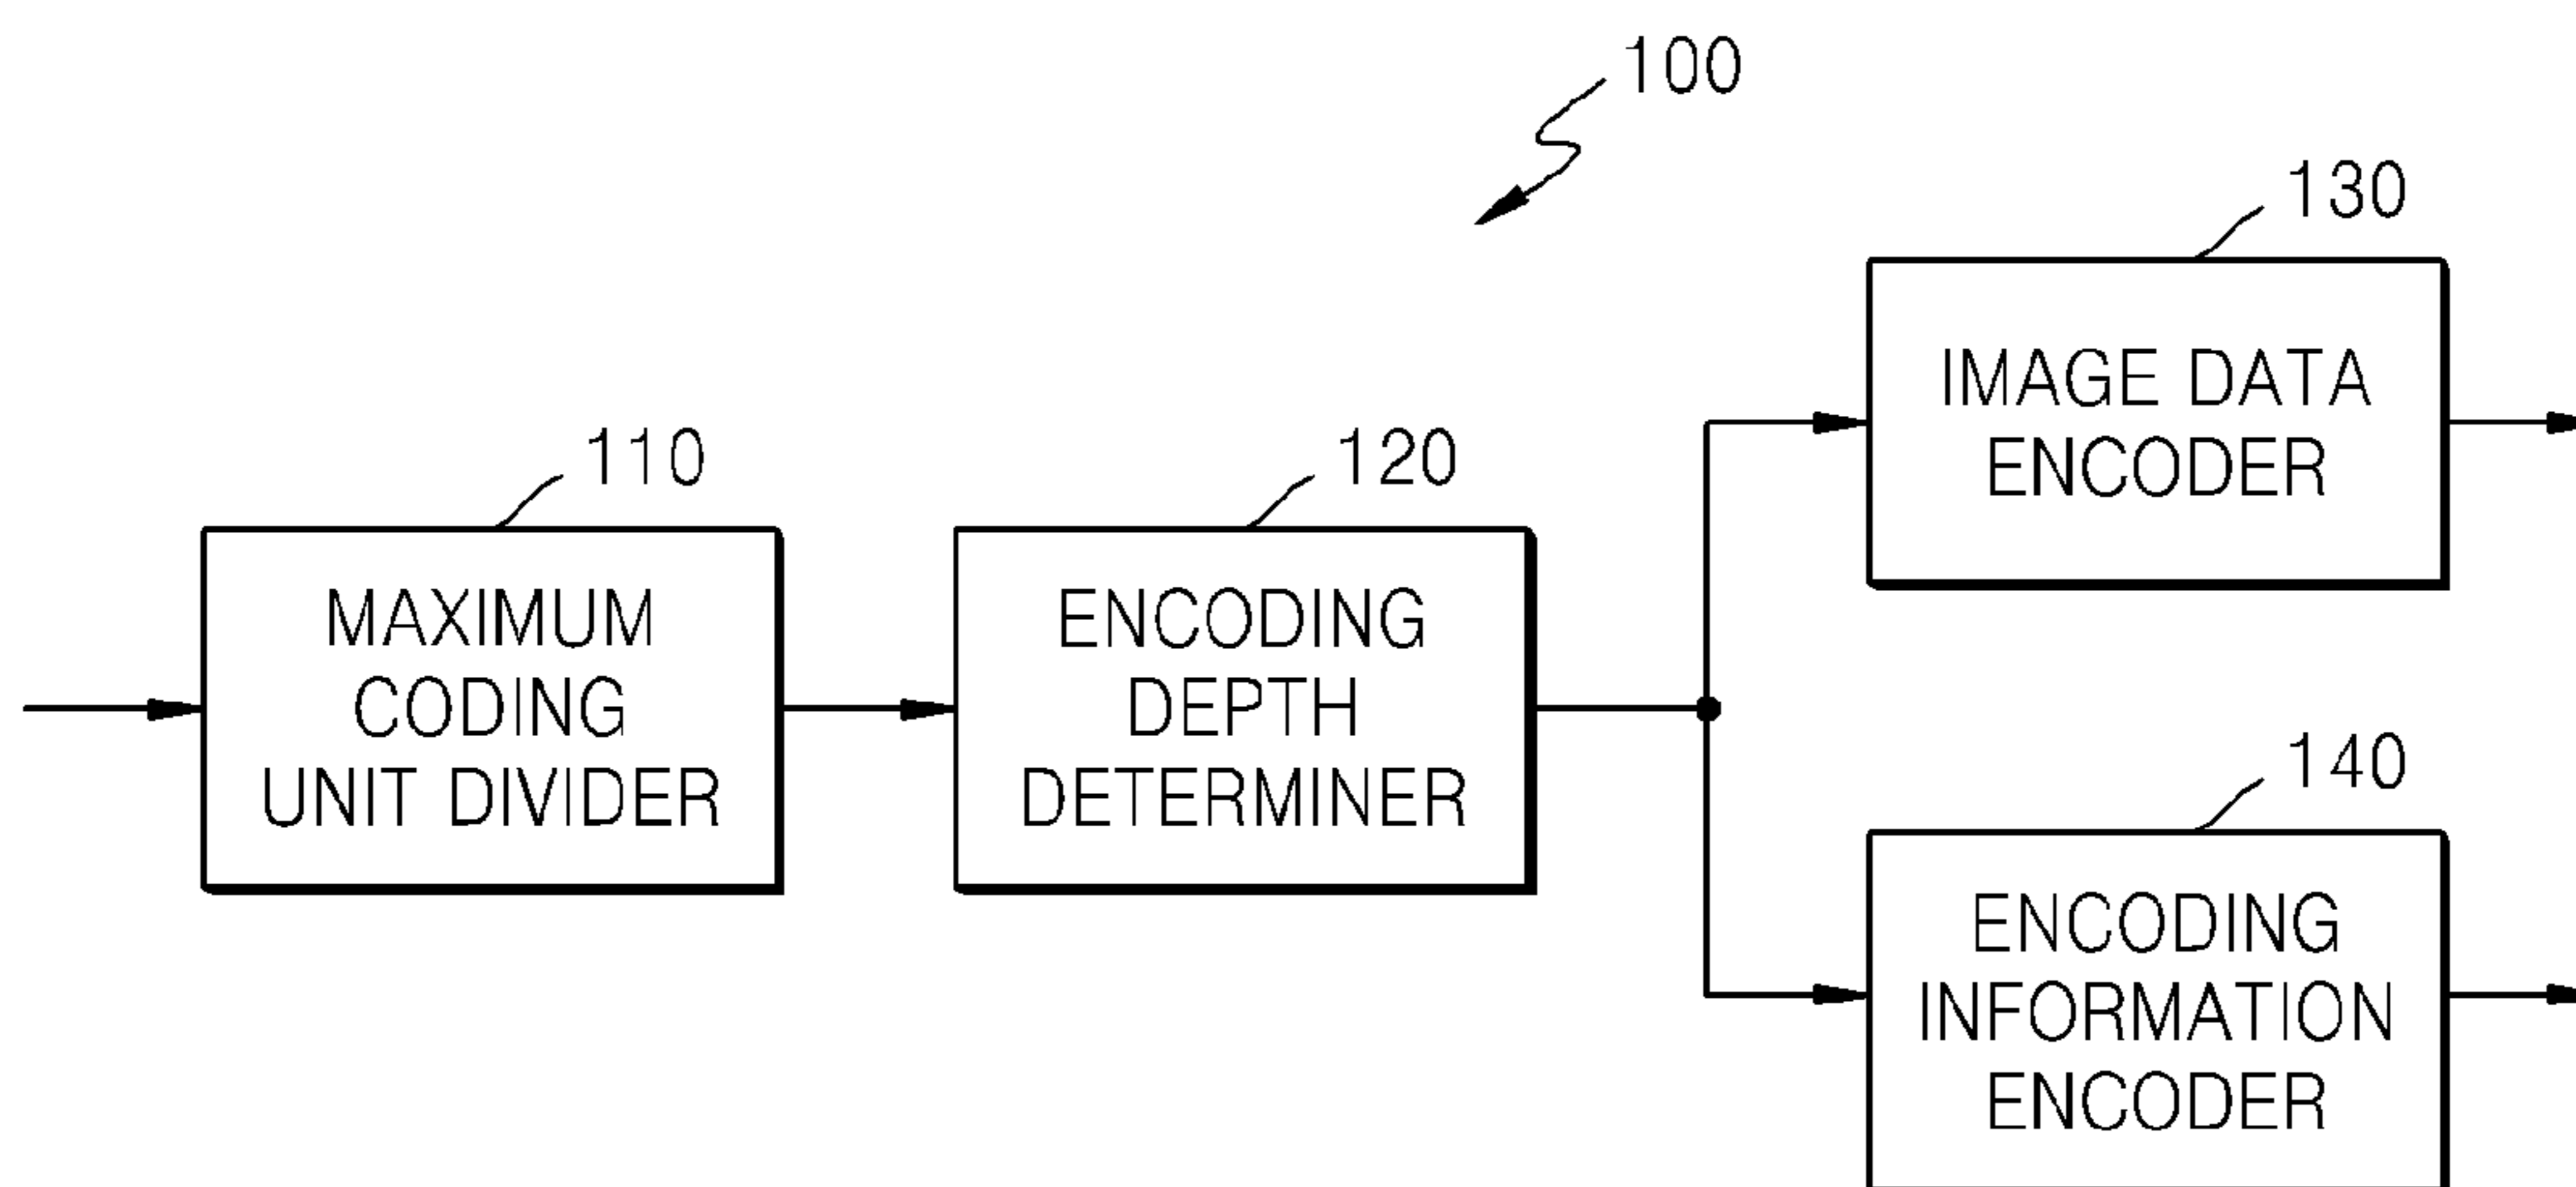 100
130
IMAGE DATA
ENCODER
110
MAXIMUM
CODING
UNIT DIVIDER
120
ENCODING
DEPTH
DETERMINER
140
ENCODING
INFORMATION
ENCODER